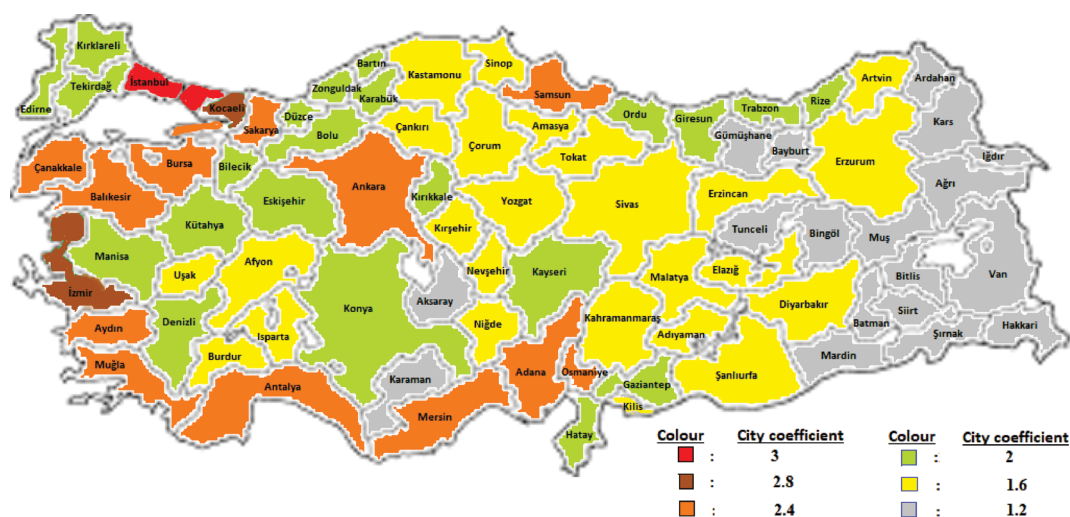 Kırklareli
Tekirdağ
Edirne
İstanbul
Kocaeli
Sakarya
Düzce
Zonguldak
Bartın
Karabük
Kastamonu
Sinop
Samsun
Bolu
Çankırı
Çorum
Amasya
Tokat
Ordu
Giresun
Trabzon
Rize
Artvin
Ardahan
Gümüşhane
Bayburt
Kars
Iğdır
Erzurum
Ağrı
Çanakkale
Balıkesir
Bursa
Bilecik
Eskişehir
Ankara
Kırıkkale
Yozgat
Sivas
Erzincan
Kütahya
Kırşehir
Tunceli
Bingöl
Muş
Manisa
Uşak
Afyon
Nevşehir
Kayseri
Malatya
Elazığ
Bitlis
Van
İzmir
Konya
Aksaray
Diyarbakır
Siirt
Batman
Şırnak
Hakkari
Aydın
Denizli
Isparta
Niğde
Kahramanmaraş
Adıyaman
Mardin
Muğla
Burdur
Antalya
Karaman
Mersin
Adana
Osmaniye
Gaziantep
Şanlıurfa
Kilis
Hatay
Colour City coefficient
: 3
: 2.8
: 2.4
Colour City coefficient
: 2
: 1.6
: 1.2